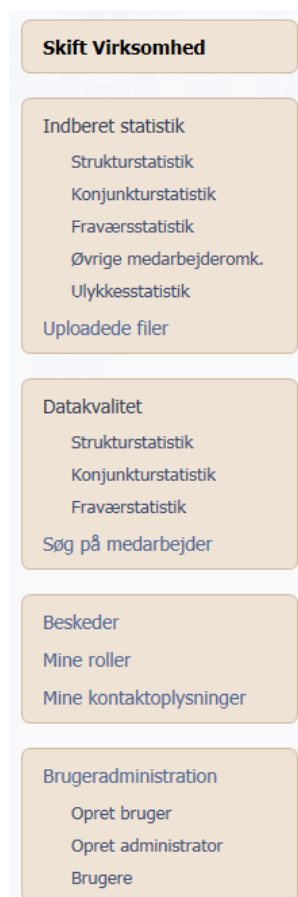 Skift Virksomhed
Indberet statistik
Strukturstatistik
Konjunkturstatistik
Fraværsstatistik
Øvrige medarbejderomk.
Ulykkesstatistik
Uploadede filer
Datakvalitet
Strukturstatistik
Konjunkturstatistik
Fraværstatistik
Søg på medarbejder
Beskeder
Mine roller
Mine kontaktoplysninger
Brugeradministration
Opret bruger
Opret administrator
Brugere